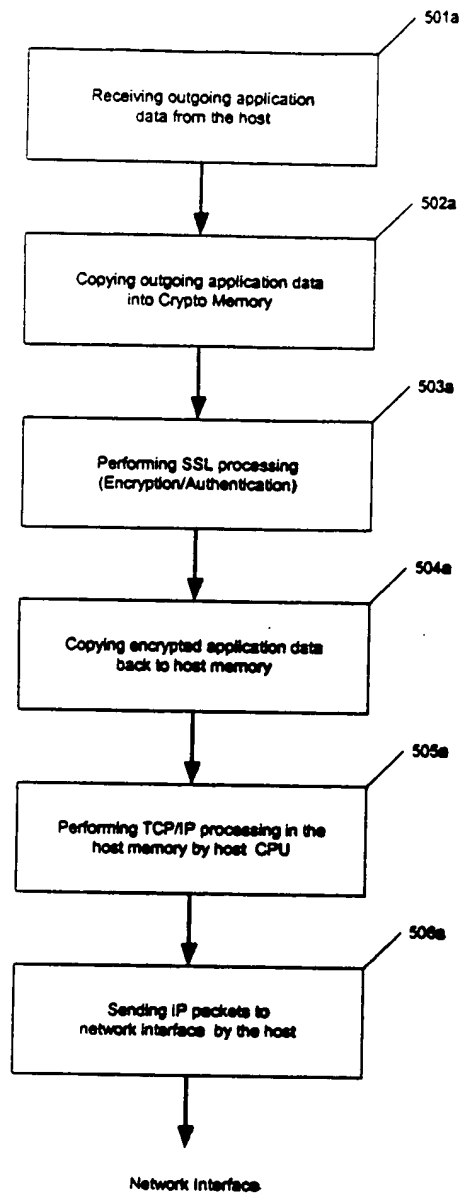 501a
Receiving outgoing application
data from the host
502a
Copying outgoing application data
into Crypto Memory
503a
Performing SSL processing
(Encryption/Authentication)
504a
Copying encrypted application data
back to host memory
505a
Performing TCP/IP processing in the
host memory by host CPU
506a
Sending IP packets to
network interface by the host
Network Interface